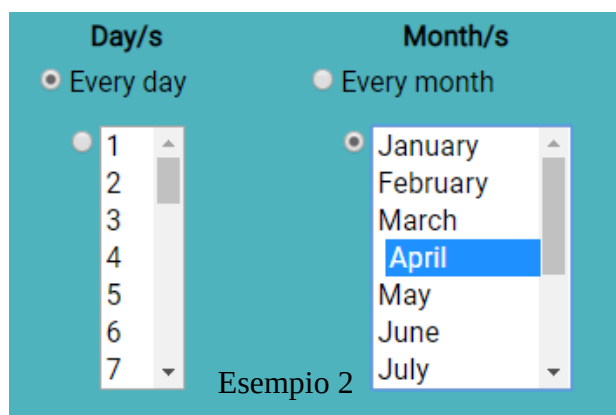 Day/s
Every day
1
2
3
4
5
6
7
Month/s
Every month
January
February
March
April
May
June
July
Esempio 2